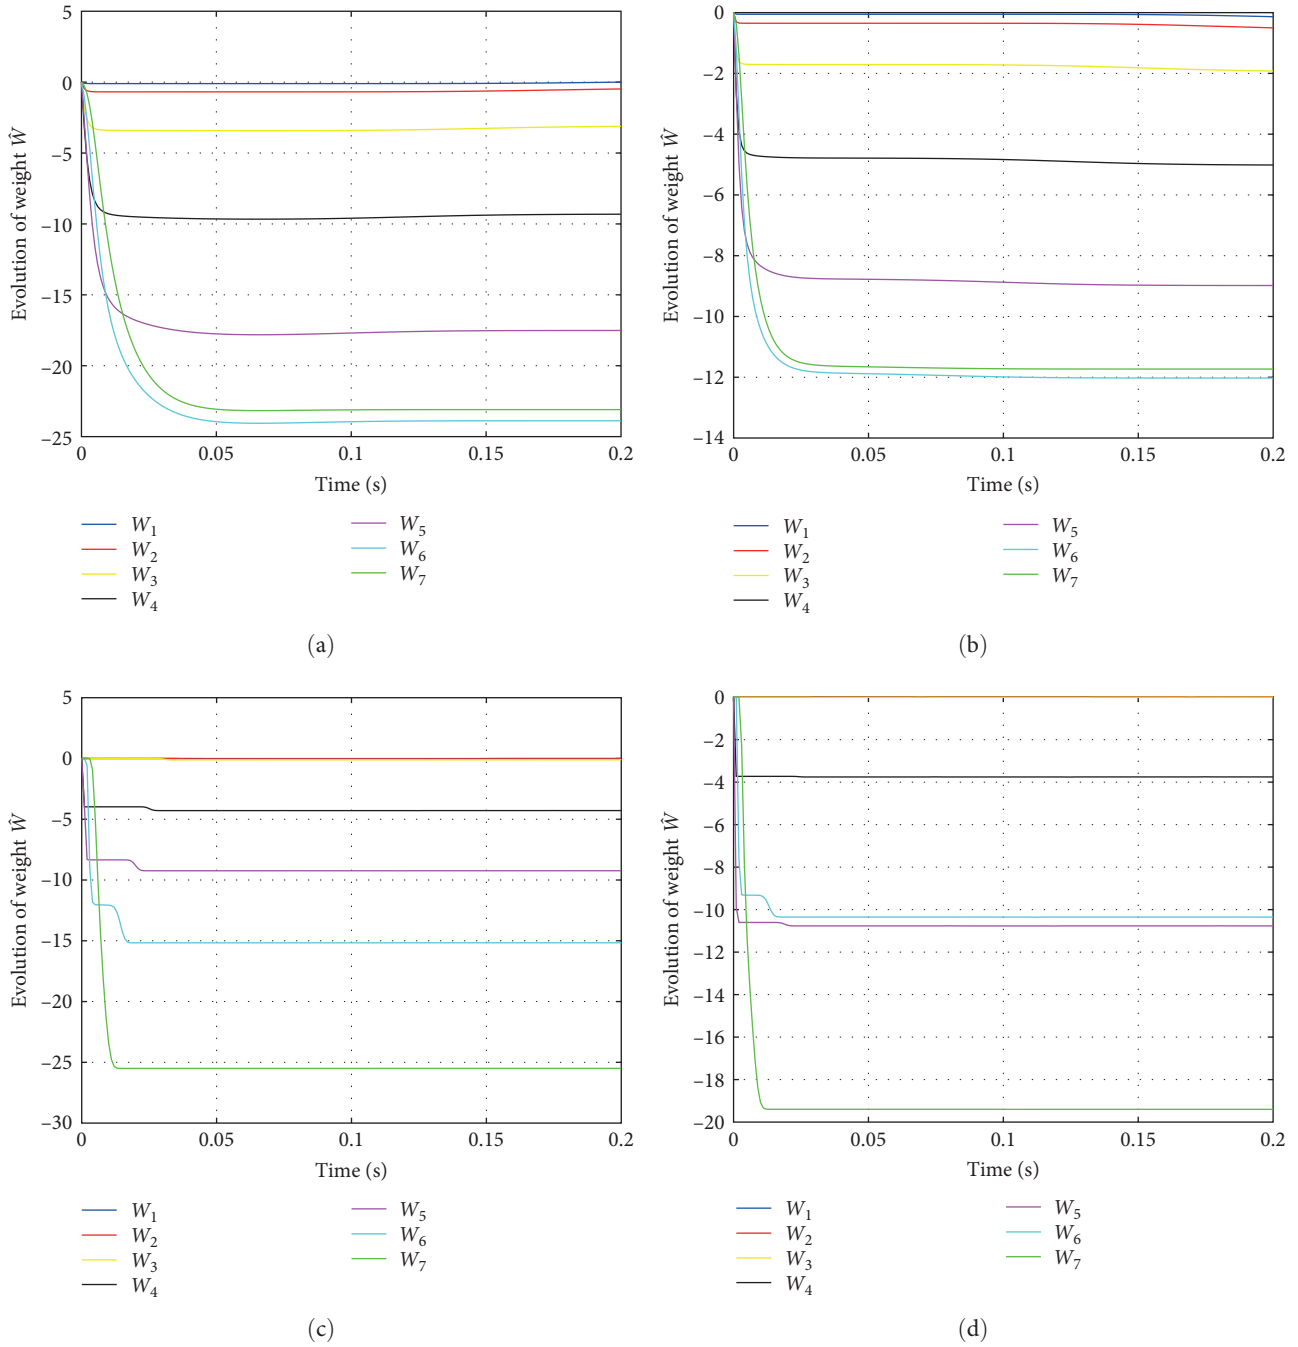 5
0
–5
–10
–15
–20
–25
Evolution of weight Ŵ
0 0.05 0.1 0.15 0.2
Time (s)
W1 W5
W2 W6
W3 W7
W4
(a)
0
–2
–4
–6
–8
–10
–12
–14
Evolution of weight Ŵ
0 0.05 0.1 0.15 0.2
Time (s)
W1 W5
W2 W6
W3 W7
W4
(b)
5
0
–5
–10
–15
–20
–25
–30
Evolution of weight Ŵ
0 0.05 0.1 0.15 0.2
Time (s)
W1 W5
W2 W6
W3 W7
W4
(c)
0
–2
–4
–6
–8
–10
–12
–14
–16
–18
–20
Evolution of weight Ŵ
0 0.05 0.1 0.15 0.2
Time (s)
W1 W5
W2 W6
W3 W7
W4
(d)